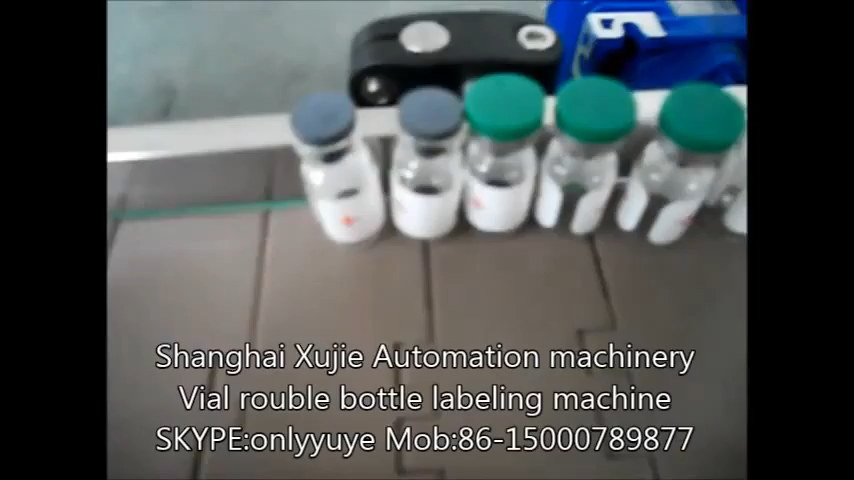 Shanghai Xujie Automation machinery
Vial rouble bottle labeling machine
SKYPE:onlyyuye Mob:86-15000789877